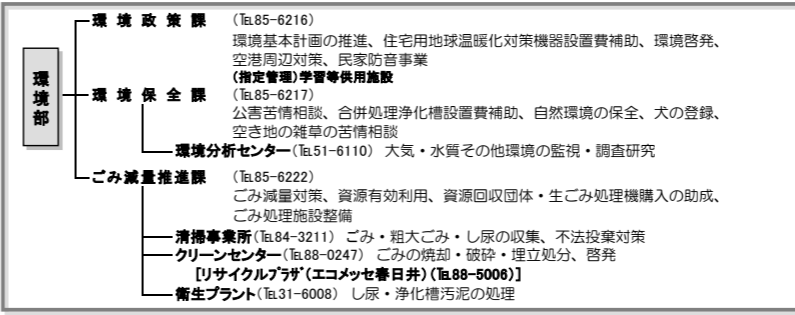 環境部
環境政策課 (℡85-6216)
環境基本計画の推進、住宅用地球温暖化対策機器設置費補助、環境啓発、
空港周辺対策、民家防音事業
(指定管理)学習等供用施設
環境保全課 (℡85-6217)
公害苦情相談、合併処理浄化槽設置費補助、自然環境の保全、犬の登録、
空き地の雑草の苦情相談
環境分析センター(℡51-6110) 大気・水質その他環境の監視・調査研究
ごみ減量推進課 (℡85-6222)
ごみ減量対策、資源有効利用、資源回収団体・生ごみ処理機購入の助成、
ごみ処理施設整備
清掃事業所(℡84-3211) ごみ・粗大ごみ・し尿の収集、不法投棄対策
クリーンセンター(℡88-0247) ごみの焼却・破砕・埋立処分、啓発
[リサイクルプラザ(エコメッセ春日井)(℡88-5006)]
衛生プラント(℡31-6008) し尿・浄化槽汚泥の処理